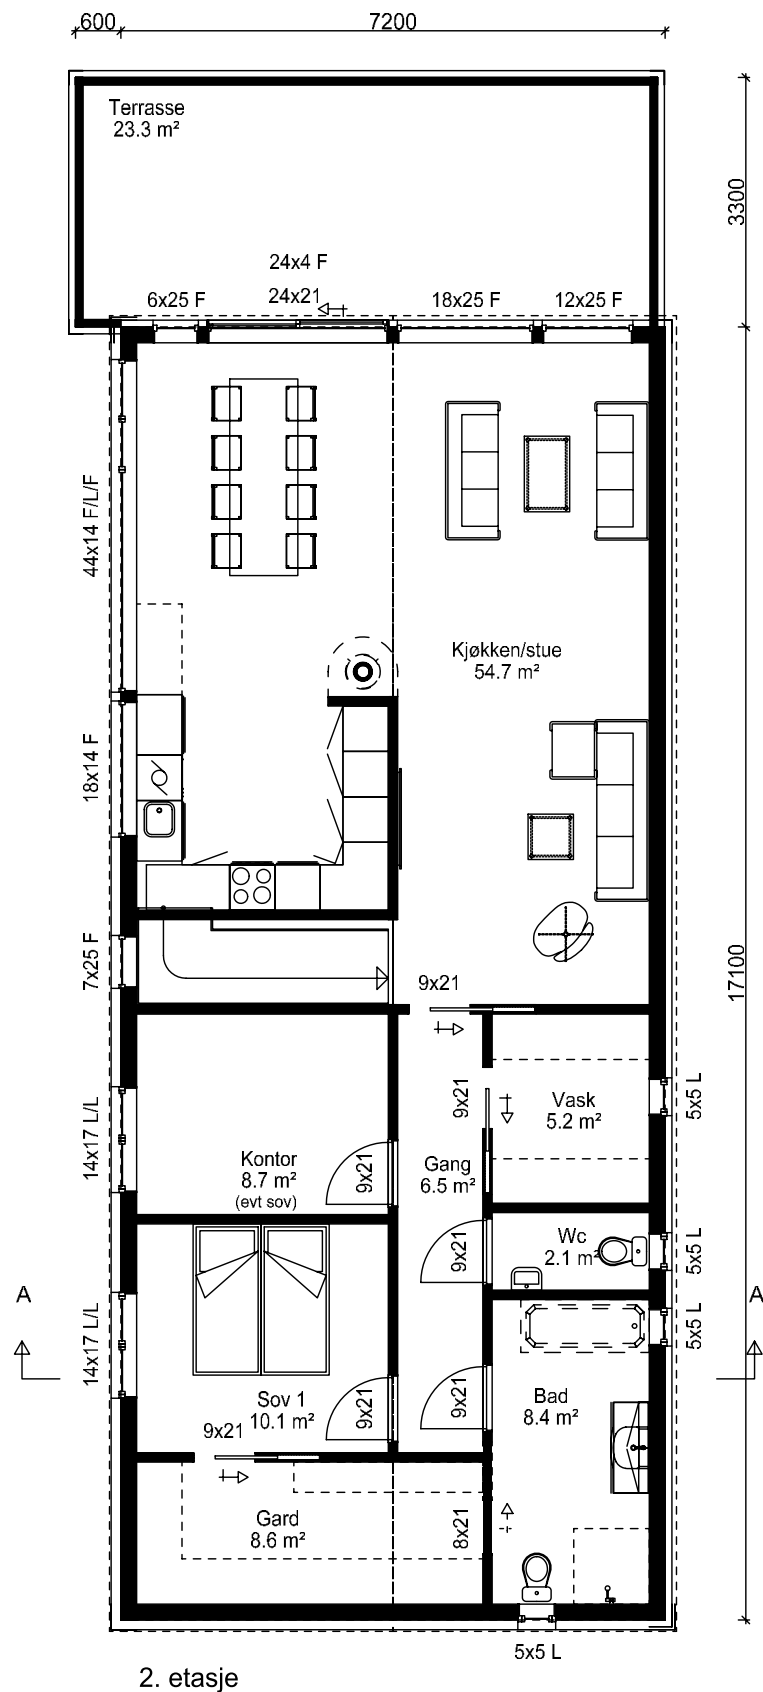 600
7200
Terrasse
23.3 m²
3300
24x4 F
6x25 F
24x21
18x25 F
12x25 F
44x14 F/L/F
Kjøkken/stue
54.7 m²
18x14 F
7x25 F
17100
9x21
14x17 L/L
Kontor
8.7 m²
(evt sov)
9x21
Gang
6.5 m²
9x21
Vask
5.2 m²
5x5 L
9x21
Wc
2.1 m²
5x5 L
A
A
14x17 L/L
Sov 1
10.1 m²
9x21
9x21
9x21
Bad
8.4 m²
5x5 L
Gard
8.6 m²
8x21
5x5 L
2. etasje